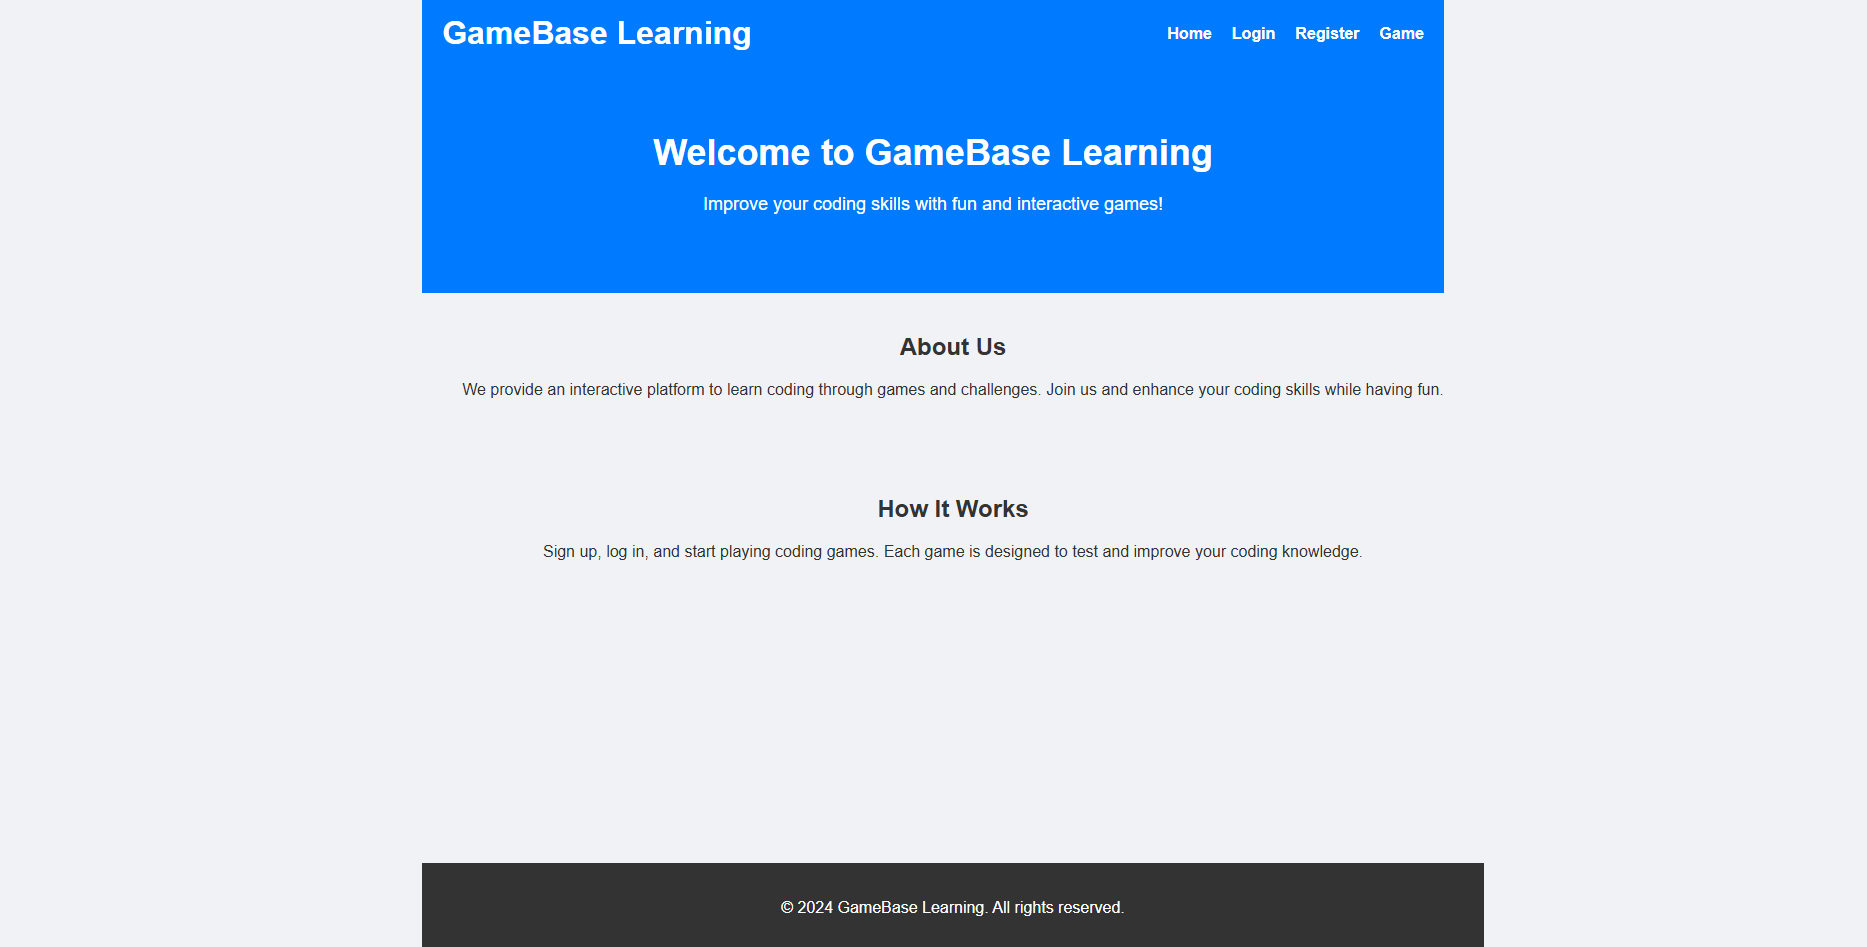 GameBase Learning
Home Login Register Game
Welcome to GameBase Learning
Improve your coding skills with fun and interactive games!
About Us
We provide an interactive platform to learn coding through games and challenges. Join us and enhance your coding skills while having fun.
How It Works
Sign up, log in, and start playing coding games. Each game is designed to test and improve your coding knowledge.
© 2024 GameBase Learning. All rights reserved.